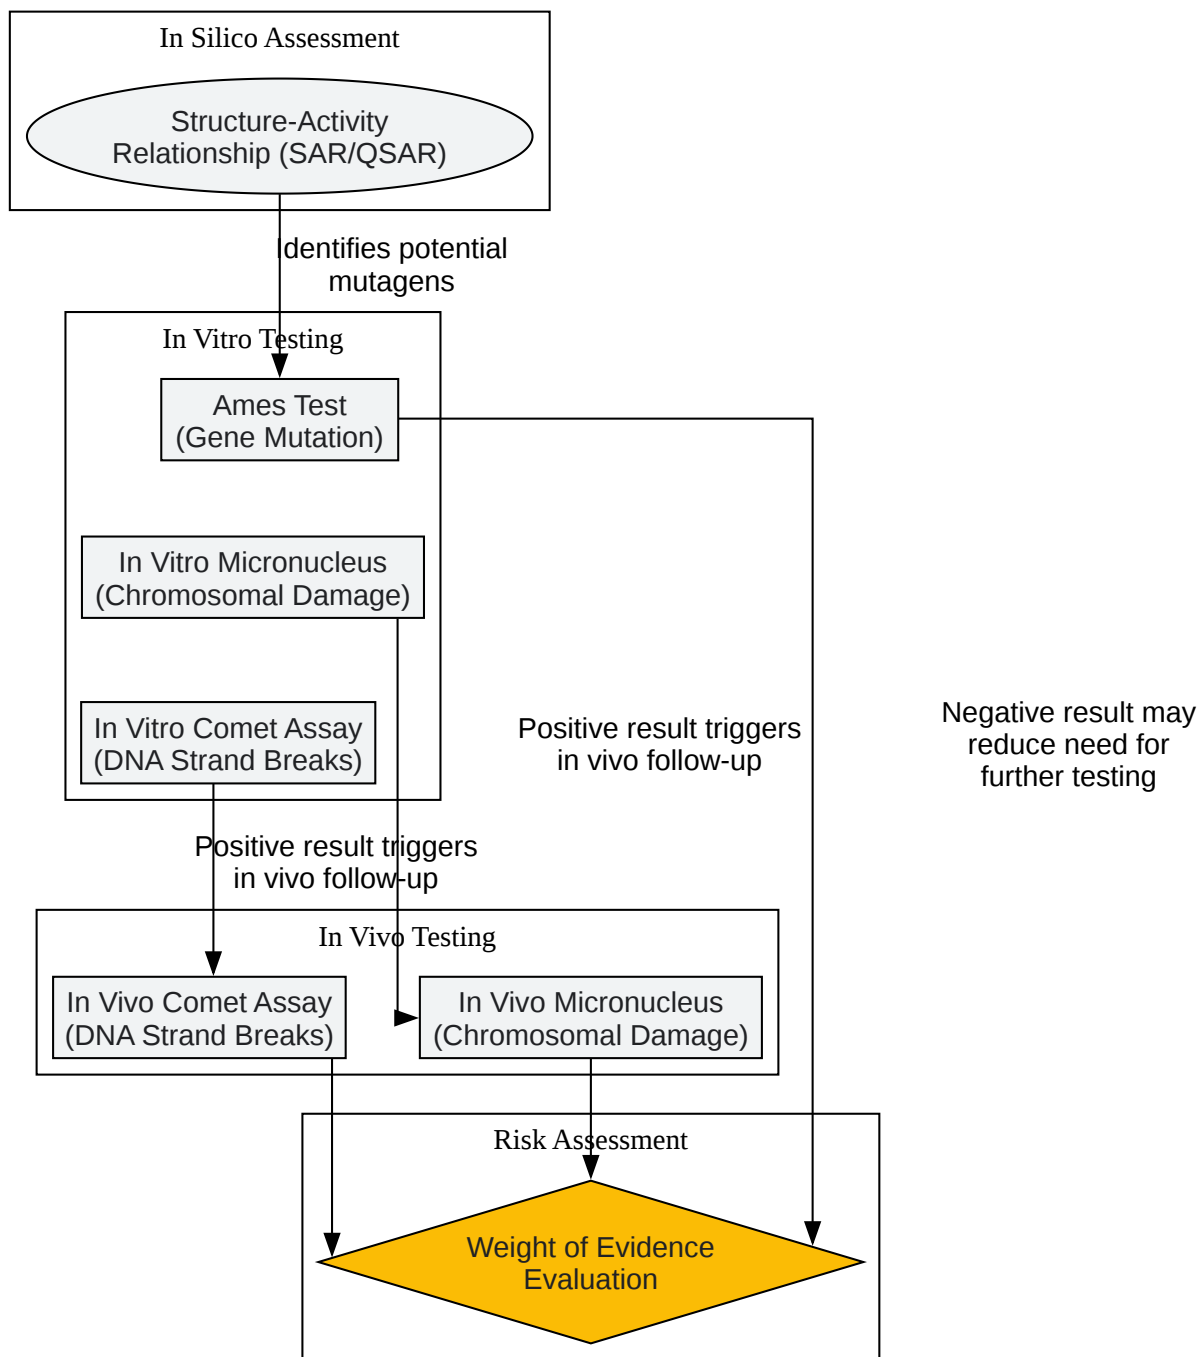 In Silico Assessment
Structure-Activity
Relationship (SAR/QSAR)
Identifies potential
mutagens
In Vitro Testing
Ames Test
(Gene Mutation)
In Vitro Micronucleus
(Chromosomal Damage)
In Vitro Comet Assay
(DNA Strand Breaks)
Positive result triggers
in vivo follow-up
Negative result may
reduce need for
further testing
Positive result triggers
in vivo follow-up
In Vivo Testing
In Vivo Comet Assay
(DNA Strand Breaks)
In Vivo Micronucleus
(Chromosomal Damage)
Risk Assessment
Weight of Evidence
Evaluation